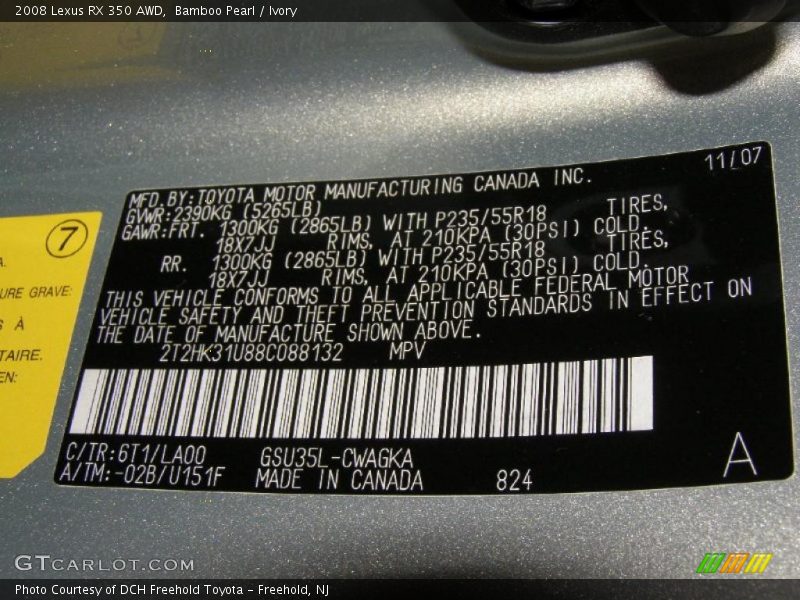 2008 Lexus RX 350 AWD, Bamboo Pearl / Ivory
11/07
MFD. BY: TOYOTA MOTOR MANUFACTURING CANADA INC.
GVWR: 2390KG (5265LB)
GAWR: FRT. 1300KG (2865LB) WITH P235/55R18 TIRES,
18X7JJ RIMS, AT 210KPA (30PSI) COLD.
RR. 1300KG (2865LB) WITH P235/55R18 TIRES,
18X7JJ RIMS, AT 210KPA (30PSI) COLD.
THIS VEHICLE CONFORMS TO ALL APPLICABLE FEDERAL MOTOR
VEHICLE SAFETY AND THEFT PREVENTION STANDARDS IN EFFECT ON
THE DATE OF MANUFACTURE SHOWN ABOVE.
2T2HK31U88C088132 MPV
C/TR: 6T1/LA00 GSU35L-CWAGKA
A/TM: -02B/U151F MADE IN CANADA 824
A
7
A.
URE GRAVE:
S À
TAIRE.
EN:
GTCARLOT.COM
Photo Courtesy of DCH Freehold Toyota - Freehold, NJ